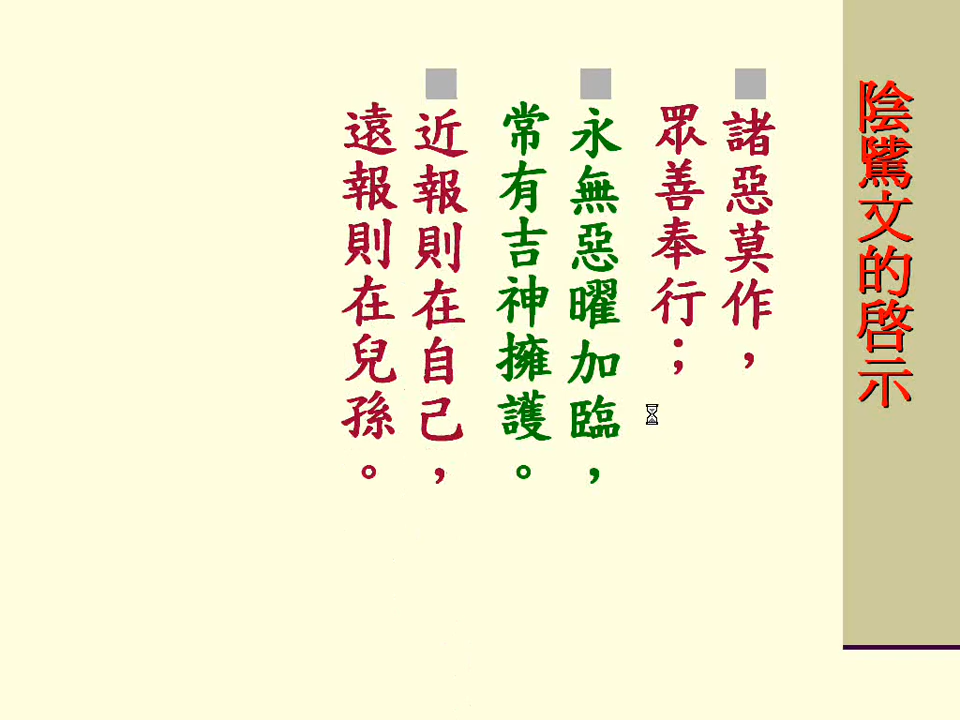 陰騭文的啓示
諸惡莫作，
眾善奉行；
永無惡曜加臨，
常有吉神擁護。
近報則在自己，
遠報則在兒孫。